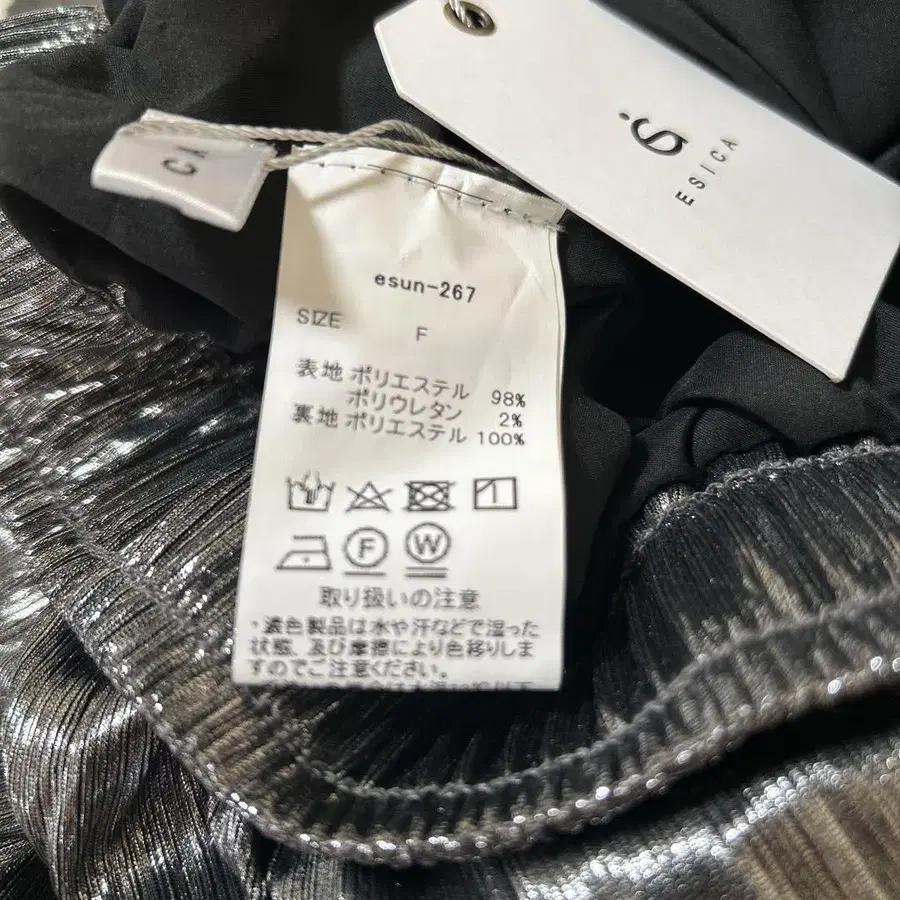 ESICA
CA
esun-267
SIZE F
表地 ポリエステル 98%
ポリウレタン 2%
裏地 ポリエステル 100%
F W
取り扱いの注意
・濃色製品は水や汗などで湿った
状態、及び摩擦により色移りしま
すのでご注意ください。